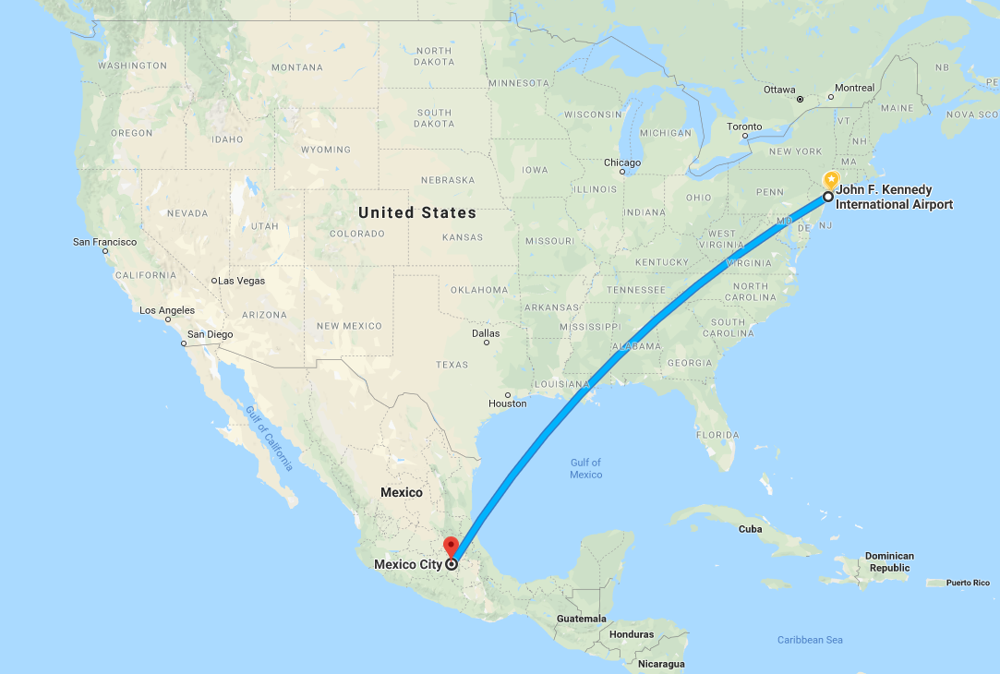 NORTH
DAKOTA
WASHINGTON
MONTANA
NB
PE
MINNESOTA
Ottawa
Montreal
MAINE
NOVA SCO
SOUTH
DAKOTA
WISCONSIN
VT
Toronto
OREGON
IDAHO
MICHIGAN
NH
WYOMING
NEW YORK
MA
Chicago
IOWA
NEBRASKA
ILLINOIS
OHIO
PENN
John F. Kennedy
International Airport
NEVADA
United States
INDIANA
MD
DE
NJ
UTAH
COLORADO
KANSAS
MISSOURI
WEST
VIRGINIA
San Francisco
KENTUCKY
VIRGINIA
CALIFORNIA
Las Vegas
OKLAHOMA
TENNESSEE
NORTH
CAROLINA
Los Angeles
ARIZONA
ARKANSAS
NEW MEXICO
MISSISSIPPI
SOUTH
CAROLINA
San Diego
Dallas
ALABAMA
TEXAS
GEORGIA
LOUISIANA
Houston
Gulf of California
FLORIDA
Gulf of
Mexico
Mexico
Cuba
Mexico City
Dominican
Republic
Puerto Rico
Guatemala
Honduras
Caribbean Sea
Nicaragua